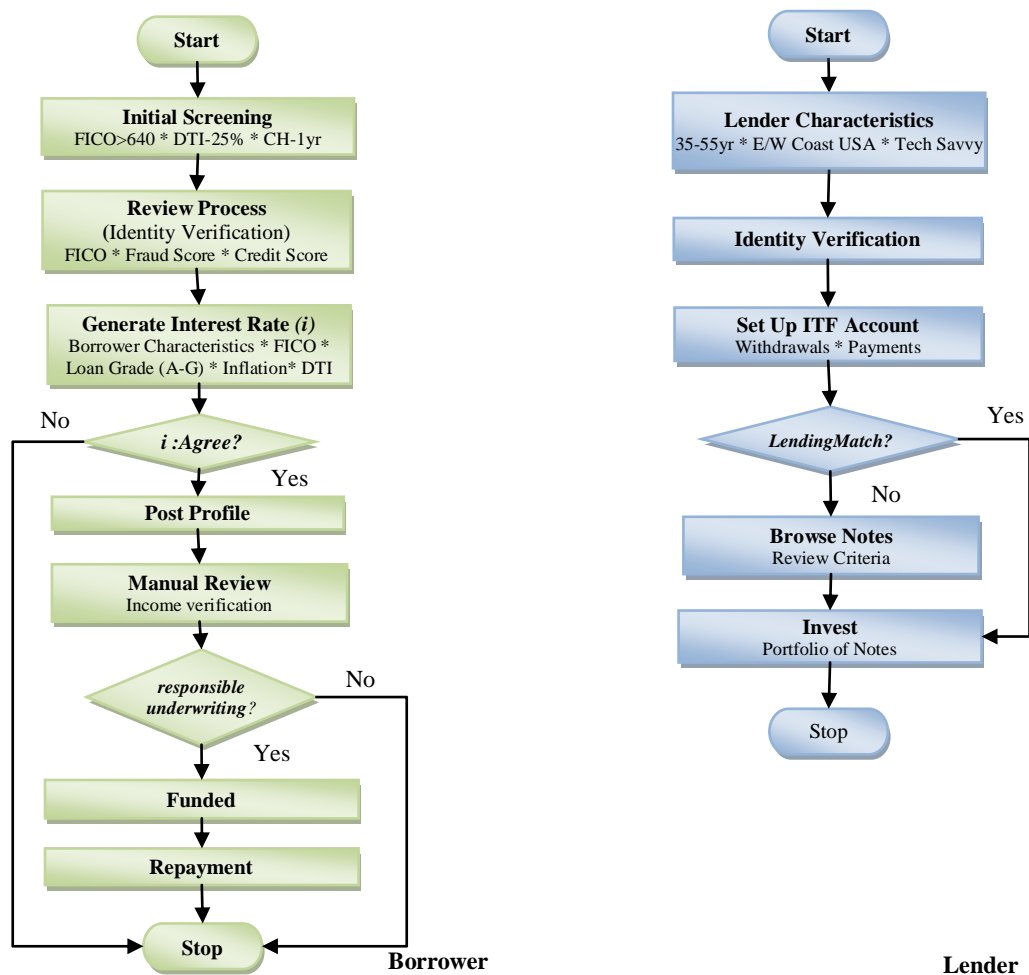 Start
Initial Screening
FICO>640 * DTI-25% * CH-1yr
Review Process
(Identity Verification)
FICO * Fraud Score * Credit Score
Generate Interest Rate (i)
Borrower Characteristics * FICO *
Loan Grade (A-G) * Inflation* DTI
No
i :Agree?
Yes
Post Profile
Manual Review
Income verification
No
responsible
underwriting?
Yes
Funded
Repayment
Stop
Borrower
Start
Lender Characteristics
35-55yr * E/W Coast USA * Tech Savvy
Identity Verification
Set Up ITF Account
Withdrawals * Payments
Yes
LendingMatch?
No
Browse Notes
Review Criteria
Invest
Portfolio of Notes
Stop
Lender